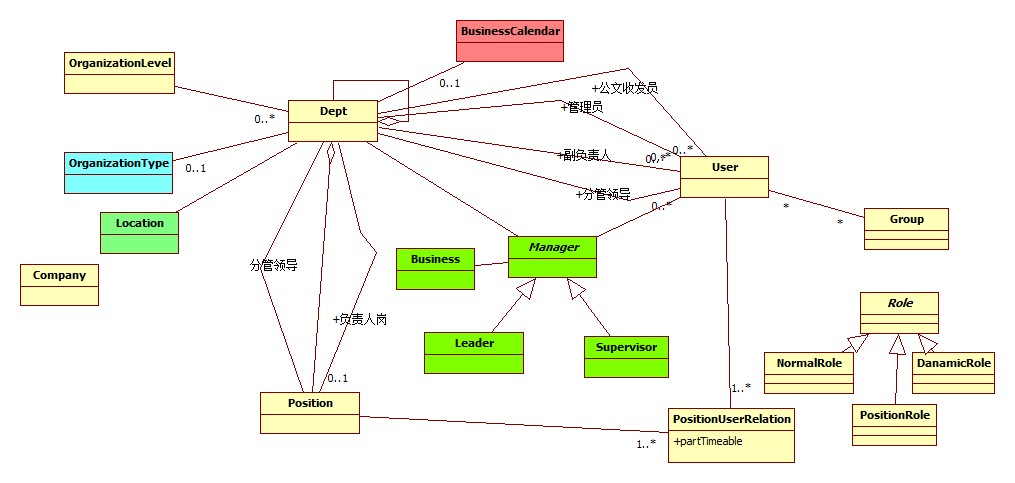 BusinessCalendar
OrganizationLevel
0..1
+公文收发员
Dept
+管理员
0..*
0..*
+副负责人
0..*
OrganizationType
0..1
User
+分管领导
0..*
*
Location
*
Group
Manager
Business
分管领导
Company
Role
+负责人岗
Leader
Supervisor
NormalRole
DanamicRole
0..1
1..*
Position
PositionUserRelation
PositionRole
1..*
+partTimeable